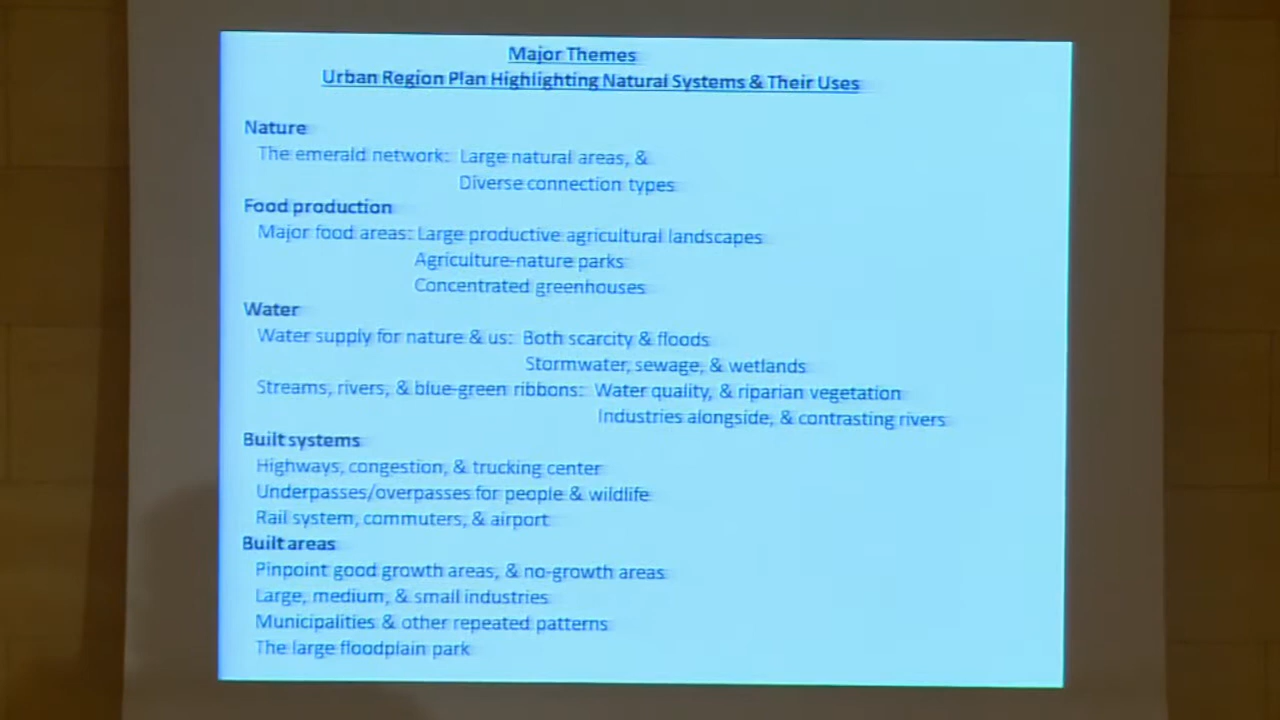 Major Themes
Urban Region Plan Highlighting Natural Systems & Their Uses
Nature
The emerald network: Large natural areas, &
Diverse connection types
Food production
Major food areas: Large productive agricultural landscapes
Agriculture-nature parks
Concentrated greenhouses
Water
Water supply for nature & us: Both scarcity & floods
Stormwater, sewage, & wetlands
Streams, rivers, & blue-green ribbons: Water quality, & riparian vegetation
Industries alongside, & contrasting rivers
Built systems
Highways, congestion, & trucking center
Underpasses/overpasses for people & wildlife
Rail system, commuters, & airport
Built areas
Pinpoint good growth areas, & no-growth areas
Large, medium, & small industries
Municipalities & other repeated patterns
The large floodplain park